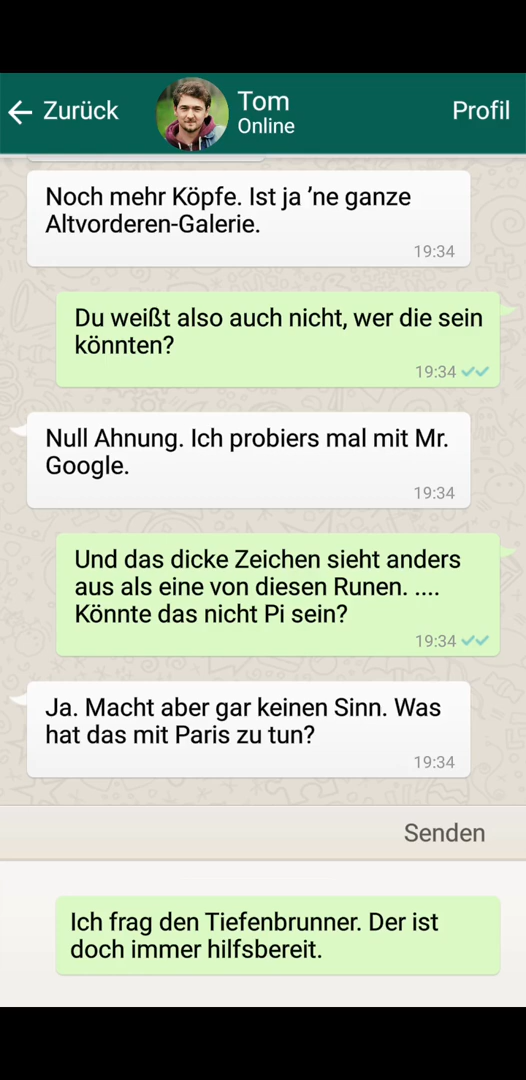 Zurück
Tom
Online
Profil
Noch mehr Köpfe. Ist ja ’ne ganze
Altvorderen-Galerie.
19:34
Du weißt also auch nicht, wer die sein
könnten?
19:34
Null Ahnung. Ich probiers mal mit Mr.
Google.
19:34
Und das dicke Zeichen sieht anders
aus als eine von diesen Runen. ....
Könnte das nicht Pi sein?
19:34
Ja. Macht aber gar keinen Sinn. Was
hat das mit Paris zu tun?
19:34
Senden
Ich frag den Tiefenbrunner. Der ist
doch immer hilfsbereit.